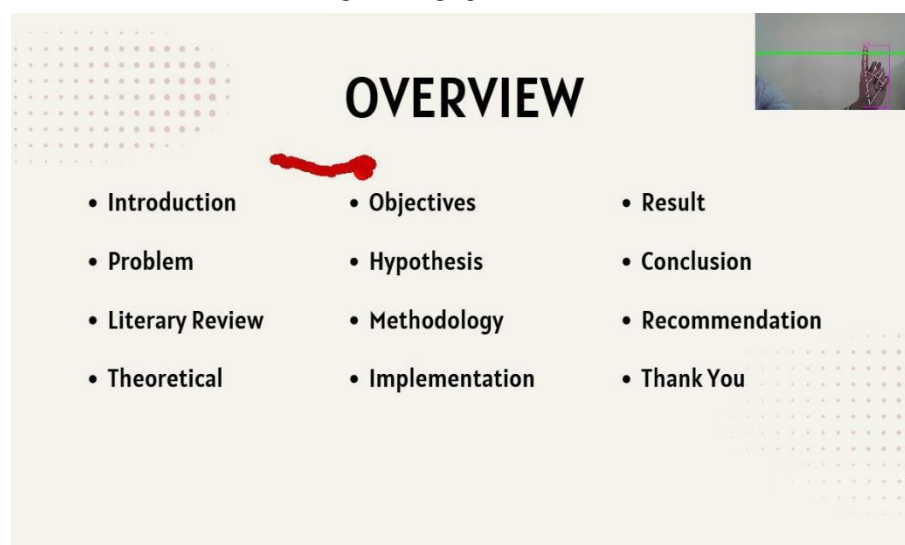 OVERVIEW
• Introduction
• Problem
• Literary Review
• Theoretical
• Objectives
• Hypothesis
• Methodology
• Implementation
• Result
• Conclusion
• Recommendation
• Thank You